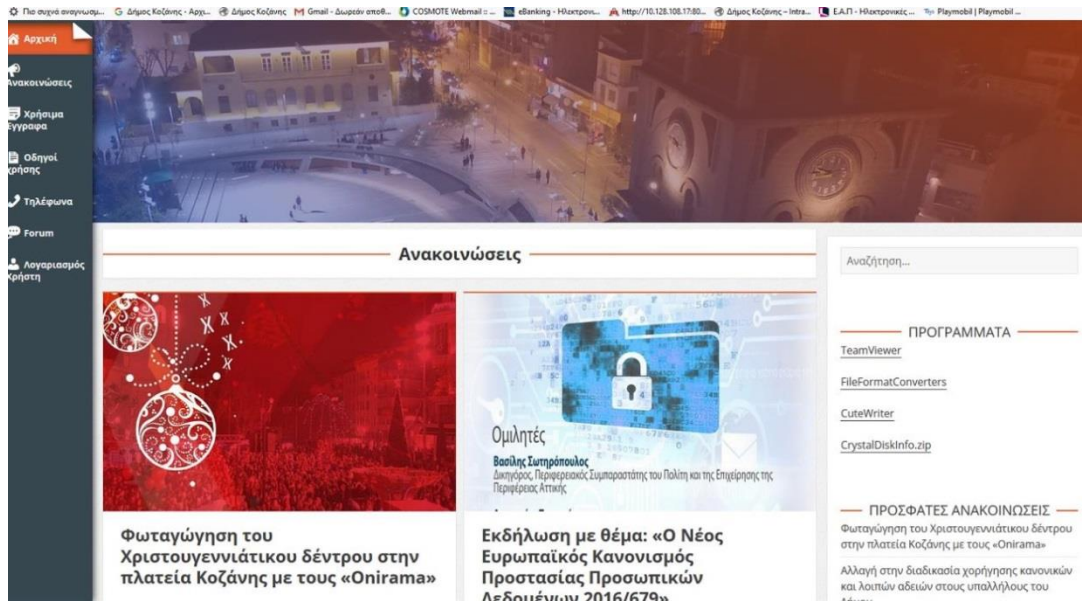 Πιο συχνά αναγνωσμ... Δήμος Κοζάνης - Αρχι... Δήμος Κοζάνης Gmail - Δωρεάν αποθ... COSMOTE Webmail :: ... eBanking - Ηλεκτρονι... http://10.128.108.17:80... Δήμος Κοζάνης – Intra... Ε.Α.Π - Ηλεκτρονικές ... Playmobil | Playmobil ...
Αρχική
Ανακοινώσεις
Χρήσιμα
Έγγραφα
Οδηγοί
χρήσης
Τηλέφωνα
Forum
Λογαριασμός
Χρήστη
Ανακοινώσεις
Ομιλητές
Βασίλης Σωτηρόπουλος
Δικηγόρος, Περιφερειακός Συμπαραστάτης του Πολίτη και της Επιχείρησης της
Περιφέρειας Αττικής
Φωταγώγηση του
Χριστουγεννιάτικου δέντρου στην
πλατεία Κοζάνης με τους «Onirama»
Εκδήλωση με θέμα: «Ο Νέος
Ευρωπαϊκός Κανονισμός
Προστασίας Προσωπικών
Δεδομένων 2016/679»
Αναζήτηση...
ΠΡΟΓΡΑΜΜΑΤΑ
TeamViewer
FileFormatConverters
CuteWriter
CrystalDiskInfo.zip
ΠΡΟΣΦΑΤΕΣ ΑΝΑΚΟΙΝΩΣΕΙΣ
Φωταγώγηση του Χριστουγεννιάτικου δέντρου
στην πλατεία Κοζάνης με τους «Onirama»
Αλλαγή στην διαδικασία χορήγησης κανονικών
και λοιπών αδειών στους υπαλλήλους του